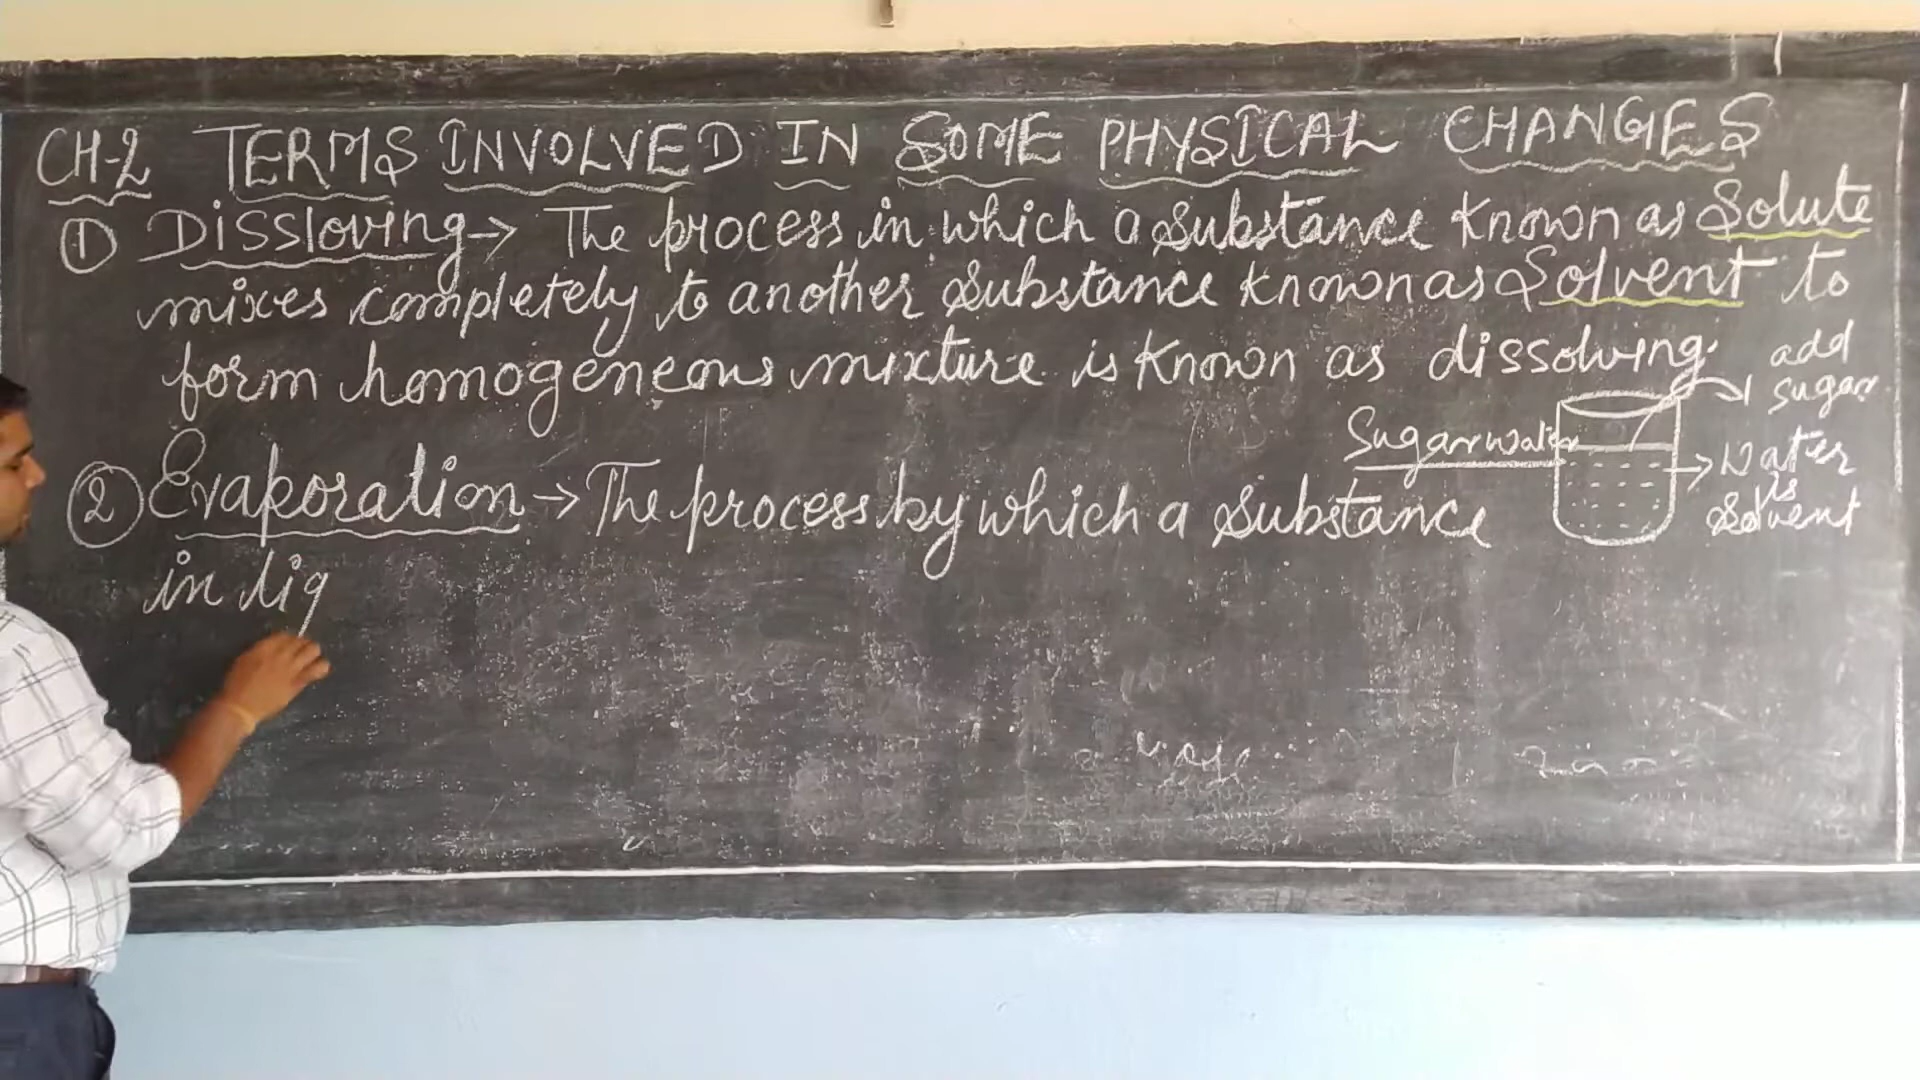 CH-2 TERMS INVOLVED IN SOME PHYSICAL CHANGES
① Dissloving → The process in which a substance known as Solute
mixes completely to another substance known as Solvent to
form homogeneous mixture is known as dissolving.
add
sugar
Sugarwater
Water
is
Solvent
② Evaporation → The process by which a substance
in liq